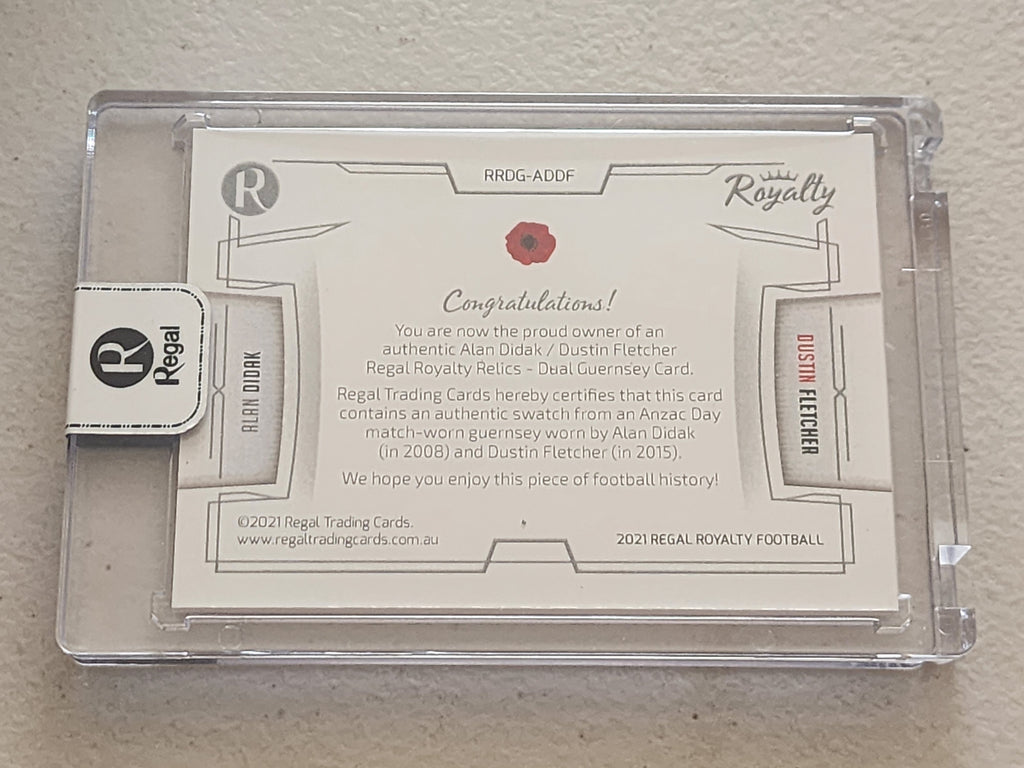 RRDG-ADDF
R
Royalty
Congratulations!
You are now the proud owner of an
authentic Alan Didak / Dustin Fletcher
Regal Royalty Relics - Dual Guernsey Card.
Regal Trading Cards hereby certifies that this card
contains an authentic swatch from an Anzac Day
match-worn guernsey worn by Alan Didak
(in 2008) and Dustin Fletcher (in 2015).
We hope you enjoy this piece of football history!
R
Regal
ALAN DIDAK
DUSTIN FLETCHER
©2021 Regal Trading Cards.
www.regaltradingcards.com.au
2021 REGAL ROYALTY FOOTBALL